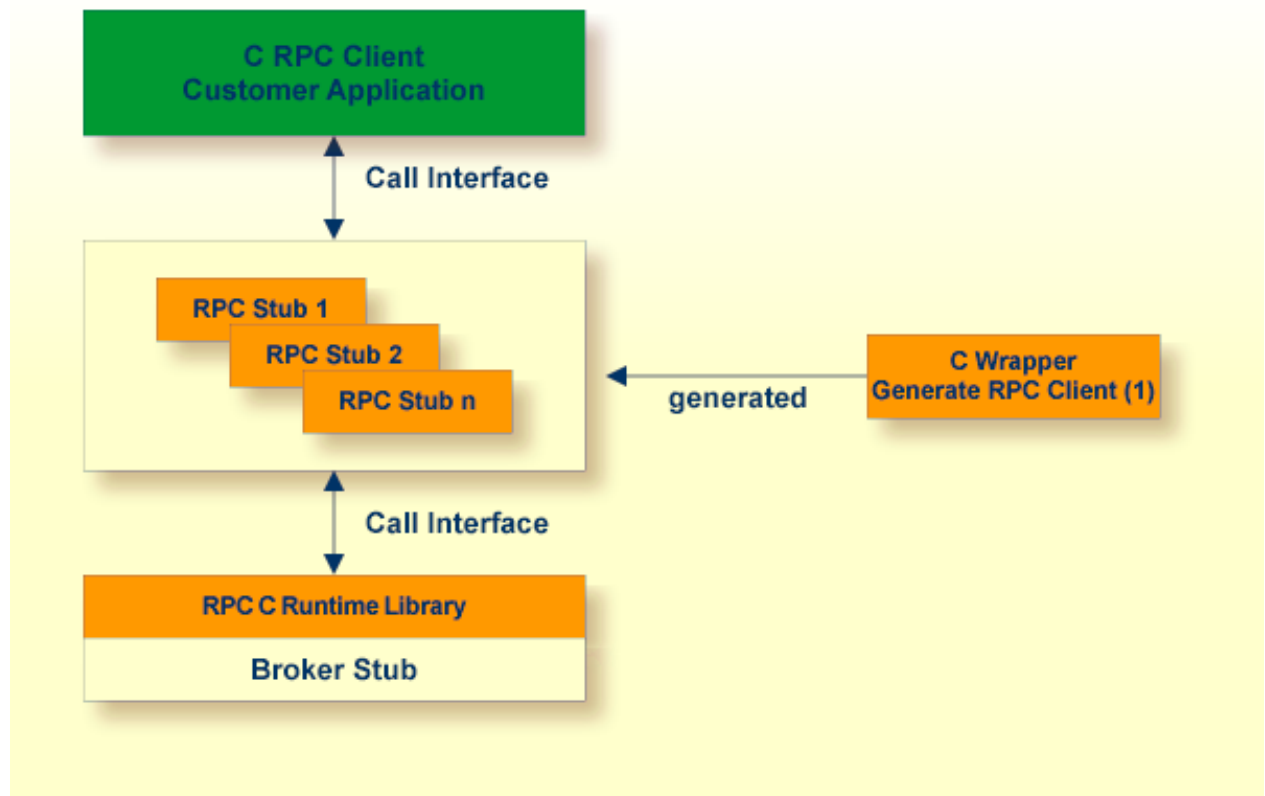 C RPC Client
Customer Application
Call Interface
RPC Stub 1
RPC Stub 2
RPC Stub n
generated
C Wrapper
Generate RPC Client (1)
Call Interface
RPC C Runtime Library
Broker Stub